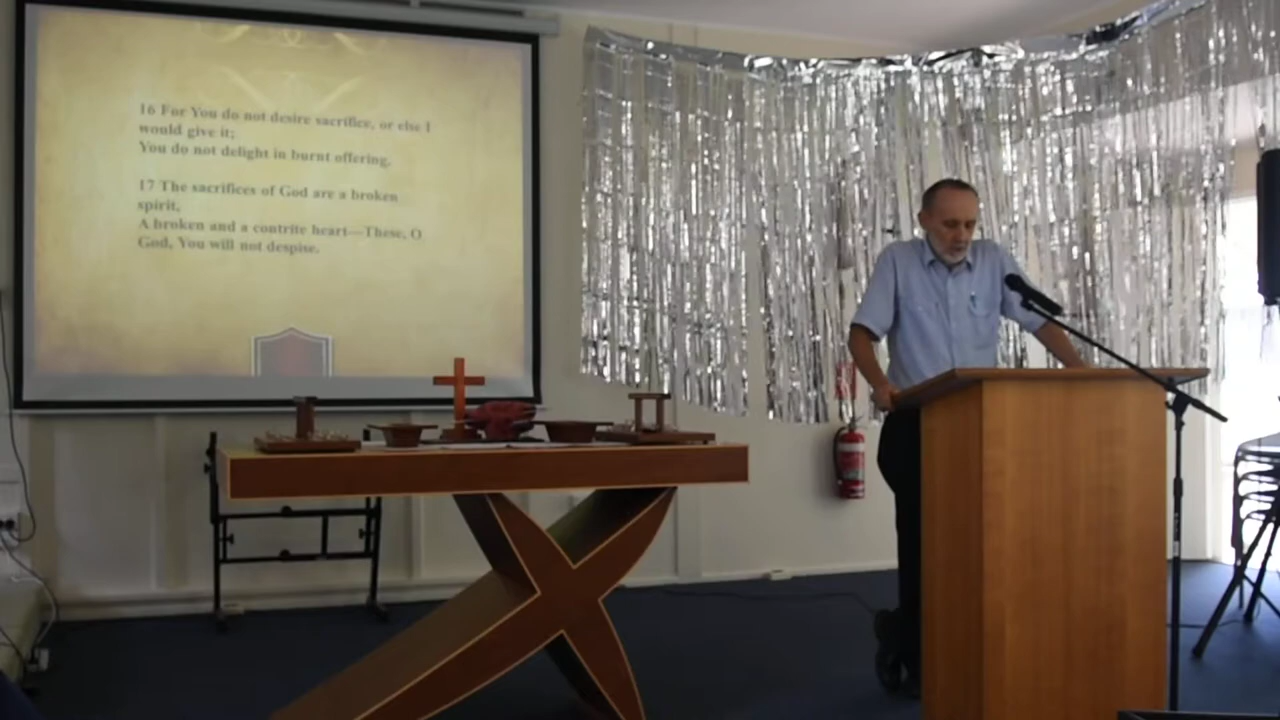 16 For You do not desire sacrifice, or else I
would give it;
You do not delight in burnt offering.
17 The sacrifices of God are a broken
spirit,
A broken and a contrite heart—These, O
God, You will not despise.